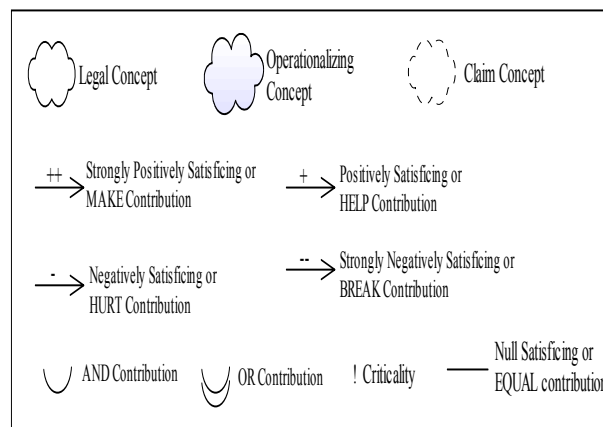 Legal Concept
Operationalizing
Concept
Claim Concept
++
Strongly Positively Satisficing or
MAKE Contribution
+
Positively Satisficing or
HELP Contribution
-
Negatively Satisficing or
HURT Contribution
--
Strongly Negatively Satisficing or
BREAK Contribution
AND Contribution
OR Contribution
! Criticality
Null Satisficing or
EQUAL contribution